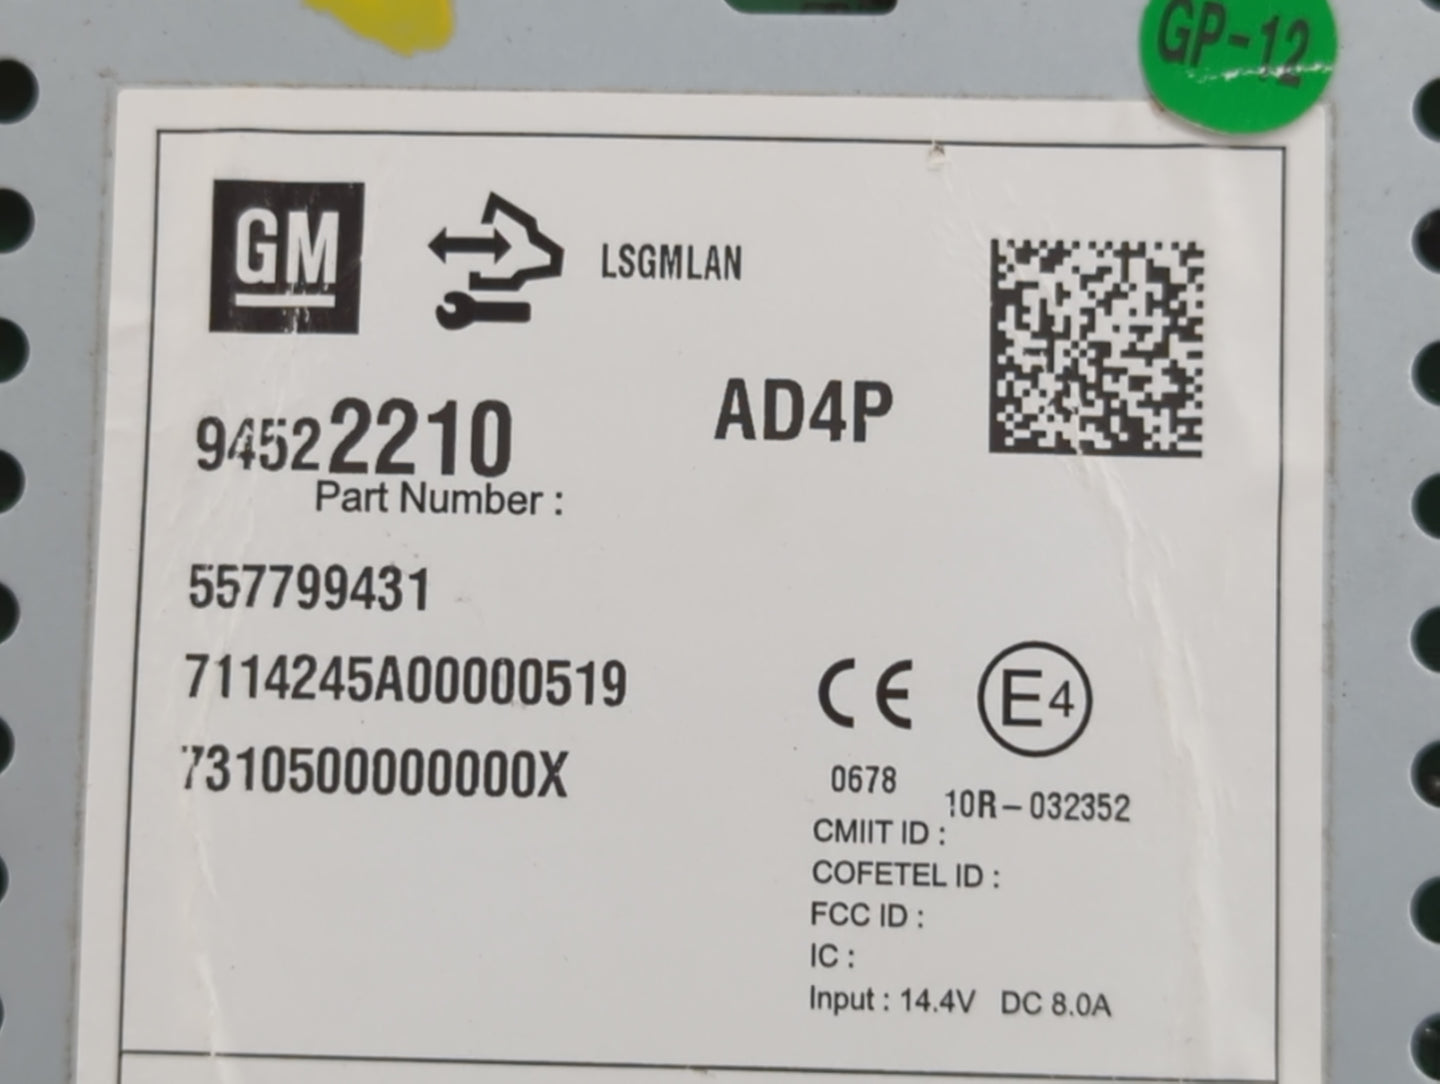 GP-12
GM
LSGMLAN
94522210
AD4P
Part Number :
557799431
7114245A00000519
7310500000000X
CE
E4
0678
10R-032352
CMIIT ID :
COFETEL ID :
FCC ID :
IC :
Input : 14.4V DC 8.0A